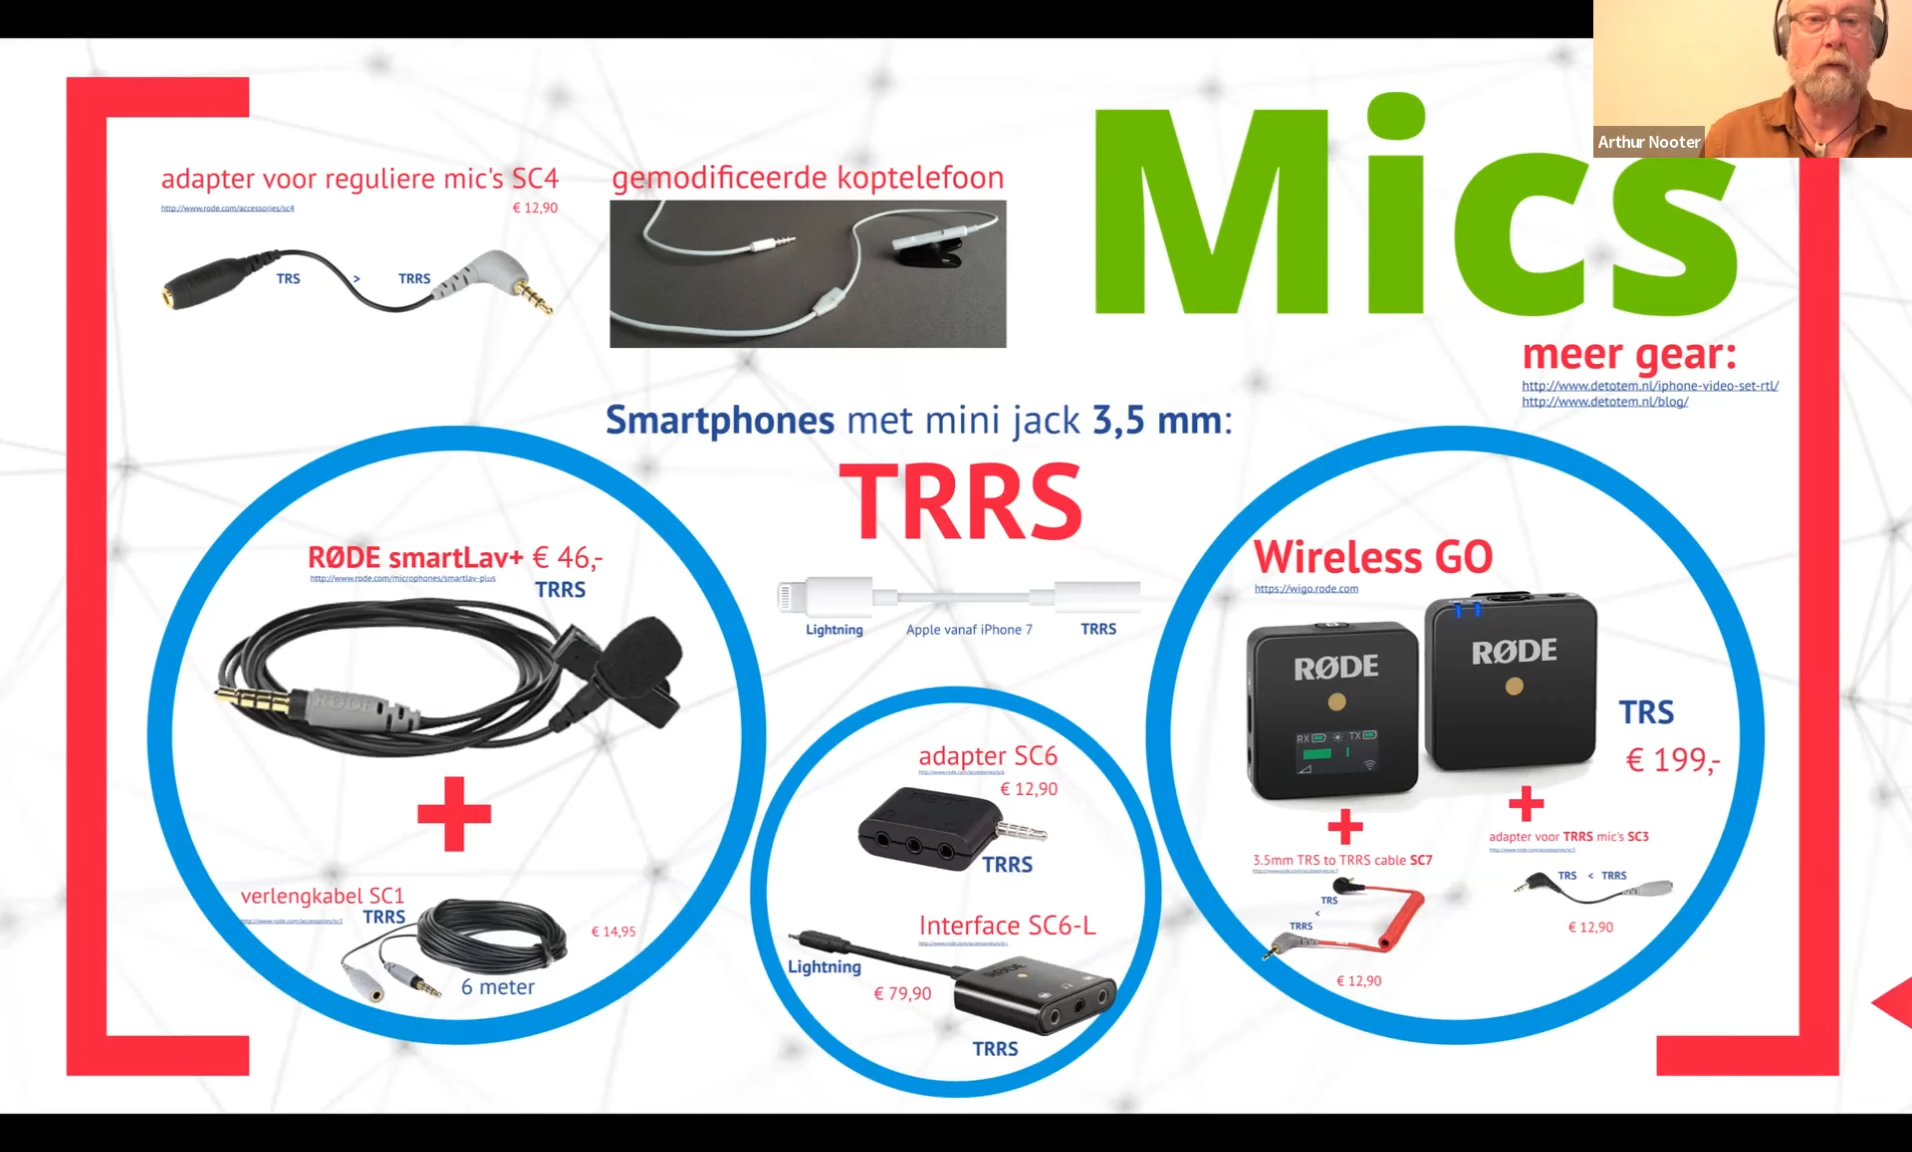 Arthur Nooter
Mics
adapter voor reguliere mic's SC4
http://www.rode.com/accessories/sc4
€ 12,90
TRS > TRRS
gemodificeerde koptelefoon
meer gear:
http://www.detotem.nl/iphone-video-set-rtl/
http://www.detotem.nl/blog/
Smartphones met mini jack 3,5 mm:
TRRS
Lightning
Apple vanaf iPhone 7
TRRS
RØDE smartLav+ € 46,-
http://www.rode.com/microphones/smartlav-plus
TRRS
RØDE
verlengkabel SC1
TRRS
€ 14,95
6 meter
adapter SC6
€ 12,90
TRRS
Interface SC6-L
Lightning
€ 79,90
RØDE
TRRS
Wireless GO
https://wigo.rode.com
RØDE
RX TX
RØDE
TRS
€ 199,-
3.5mm TRS to TRRS cable SC7
TRS
<
TRRS
€ 12,90
adapter voor TRRS mic's SC3
TRS < TRRS
€ 12,90